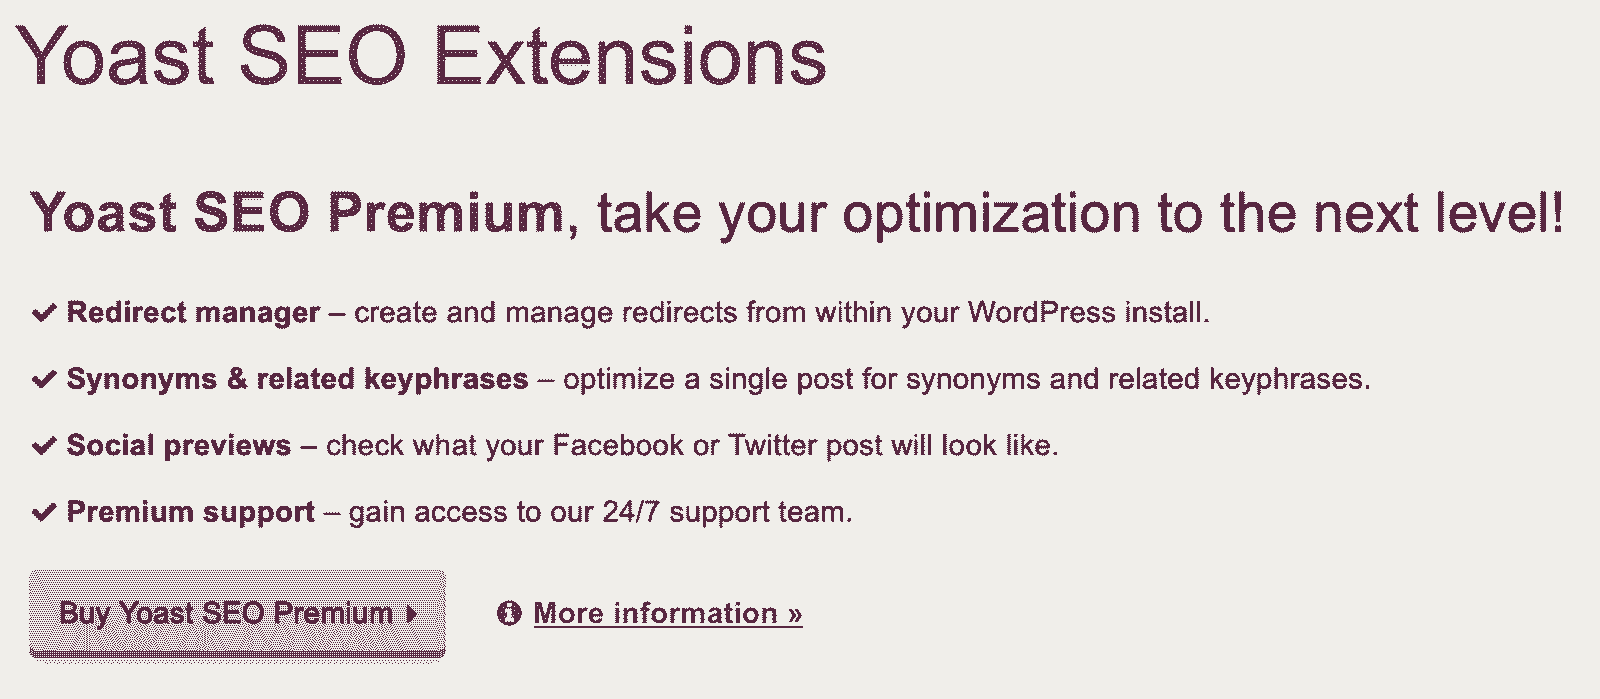 Yoast SEO Extensions
Yoast SEO Premium, take your optimization to the next level!
✔ Redirect manager – create and manage redirects from within your WordPress install.
✔ Synonyms & related keyphrases – optimize a single post for synonyms and related keyphrases.
✔ Social previews – check what your Facebook or Twitter post will look like.
✔ Premium support – gain access to our 24/7 support team.
Buy Yoast SEO Premium
More information »